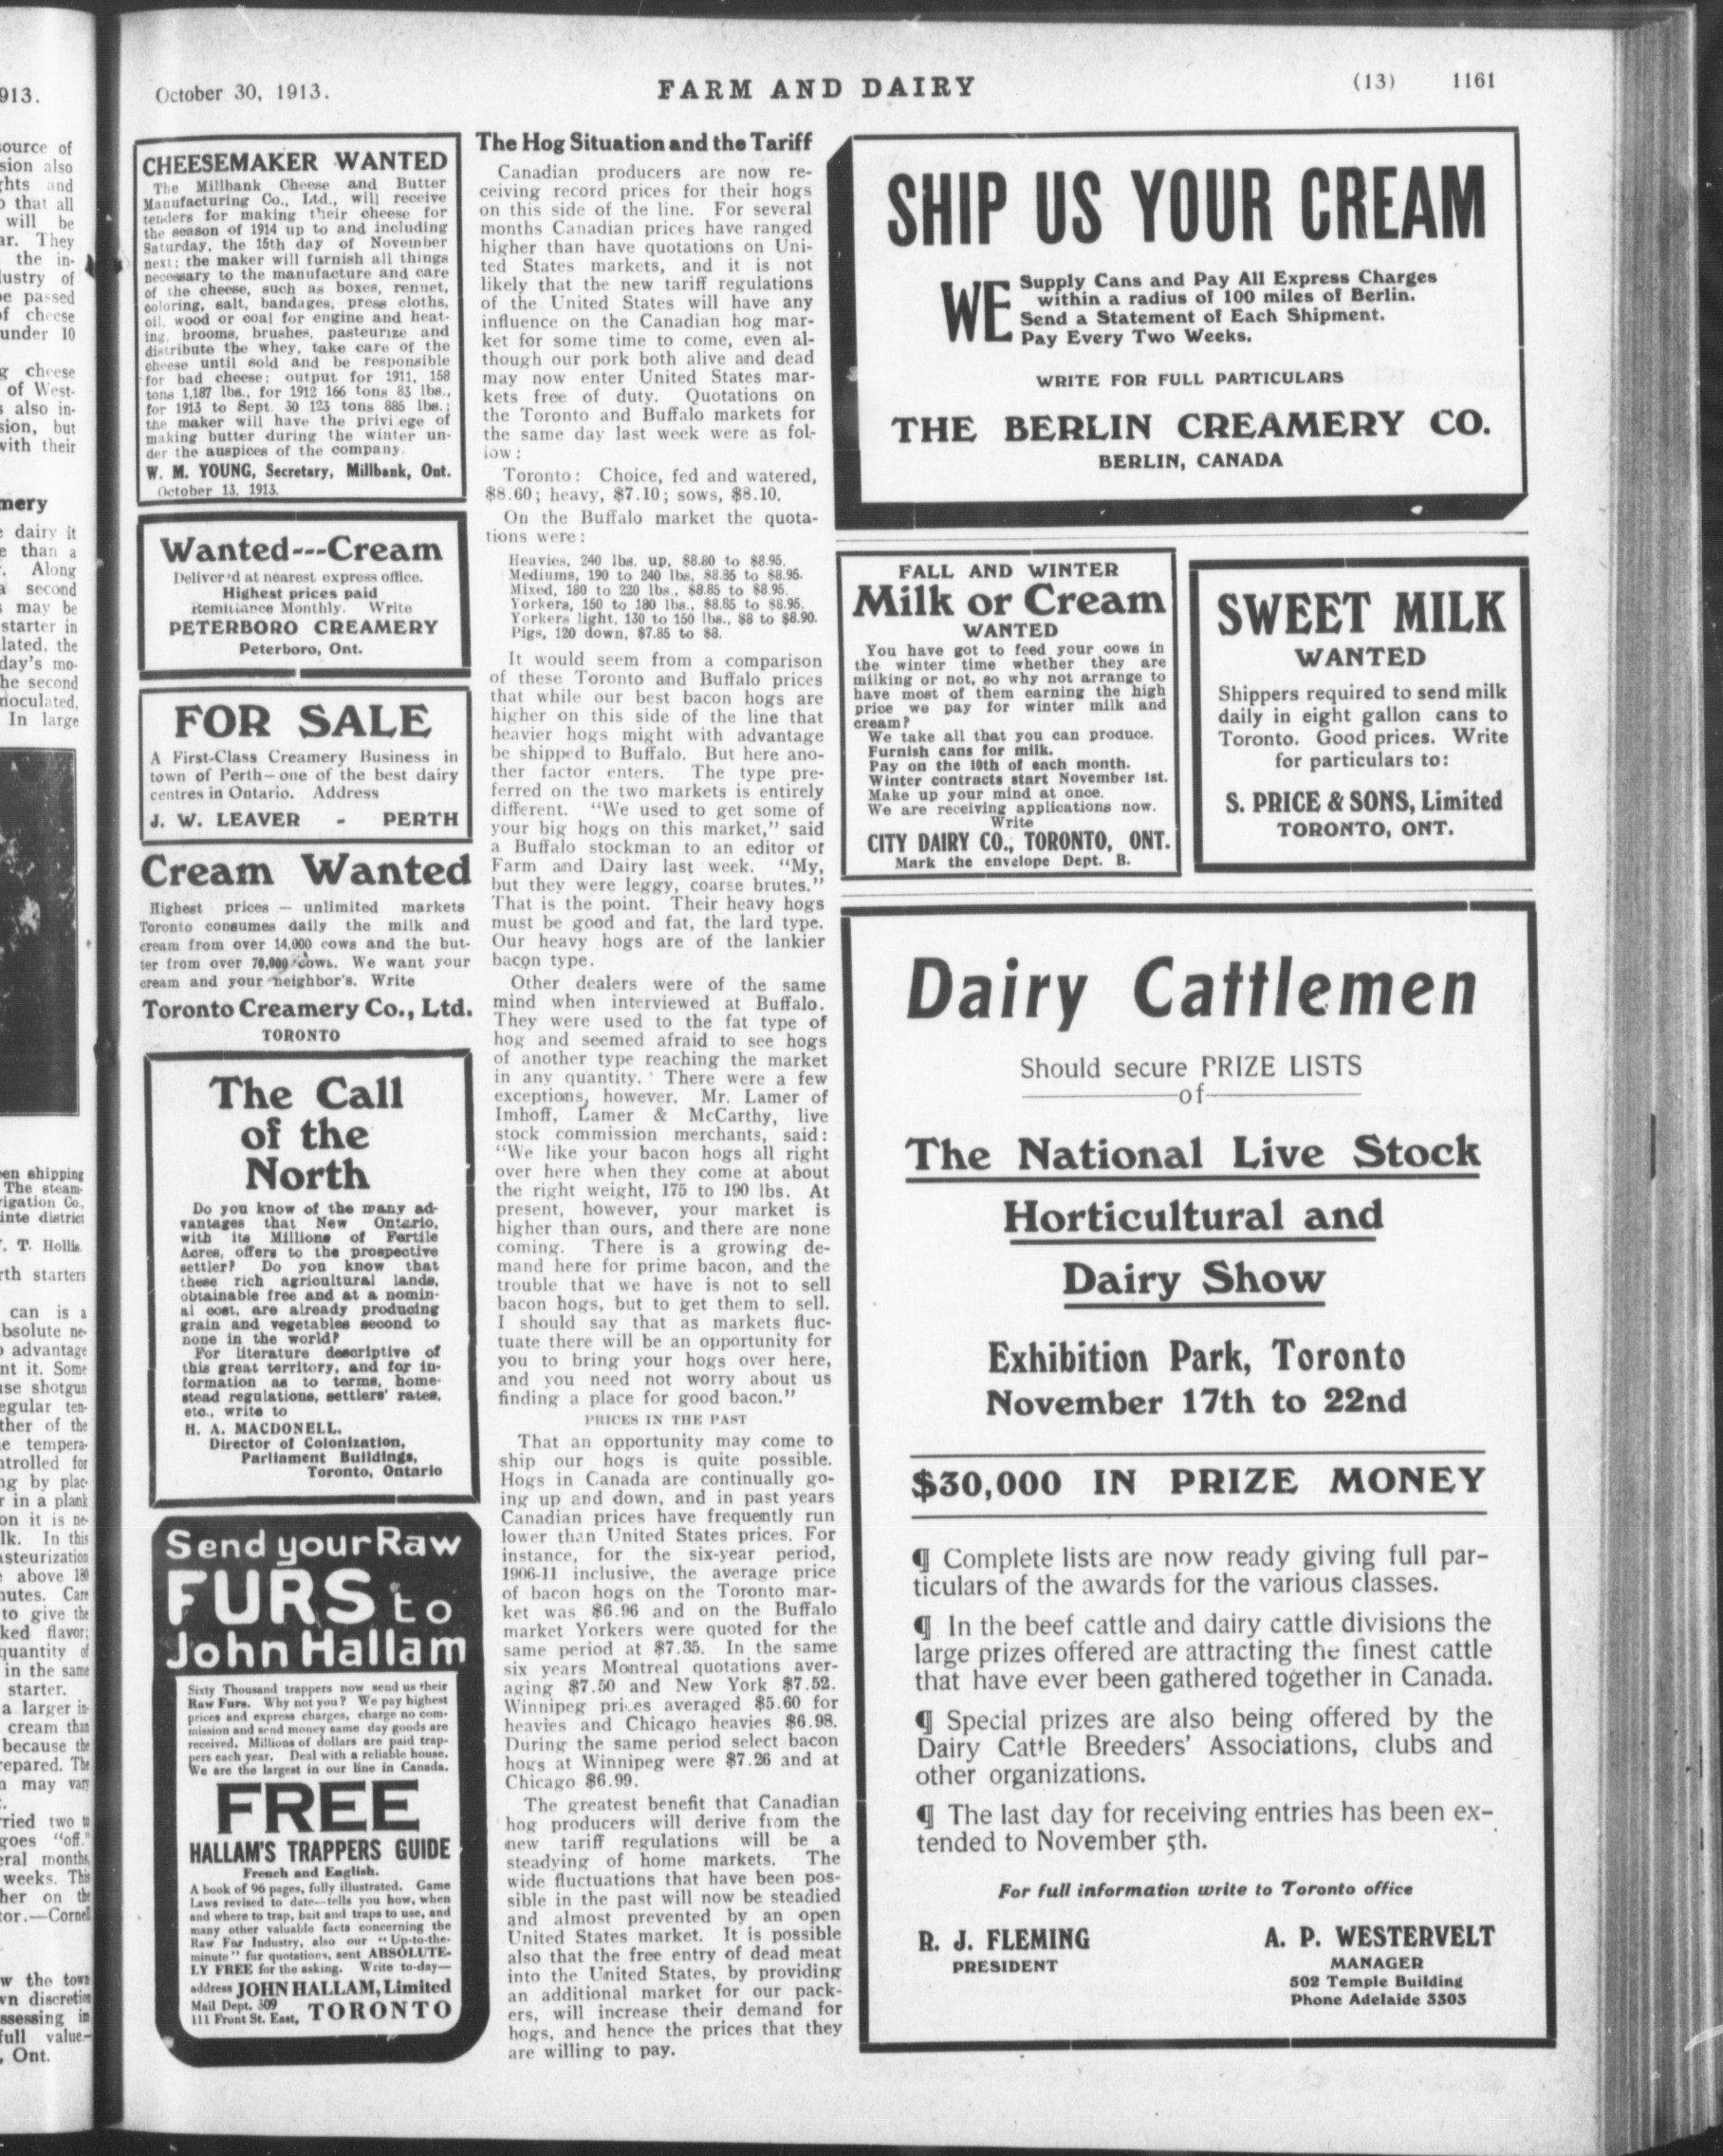 October 30, 1913.
FARM AND DAIRY
(13) 1161
CHEESEMAKER WANTED
The Millbank Cheese and Butter
Manufacturing Co., Ltd., will receive
tenders for making their cheese for
the season of 1914 up to and including
Saturday, the 15th day of November
next; the maker will furnish all things
necessary to the manufacture and care
of the cheese, such as boxes, rennet,
coloring, salt, bandages, press cloths,
oil, wood or coal for engine and heat-
ing, brooms, brushes, pasteurize and
distribute the whey, take care of the
cheese until sold and be responsible
for bad cheese; output for 1911, 158
tons 1,187 lbs., for 1912 166 tons 83 lbs.,
for 1913 to Sept. 30 123 tons 885 lbs.;
the maker will have the privilege of
making butter during the winter un-
der the auspices of the company.
W. M. YOUNG, Secretary, Millbank, Ont.
October 13, 1913.
Wanted---Cream
Deliver'd at nearest express office.
Highest prices paid
Remittance Monthly. Write
PETERBORO CREAMERY
Peterboro, Ont.
FOR SALE
A First-Class Creamery Business in
town of Perth—one of the best dairy
centres in Ontario. Address
J. W. LEAVER - PERTH
Cream Wanted
Highest prices — unlimited markets
Toronto consumes daily the milk and
cream from over 14,000 cows and the but-
ter from over 70,000 cows. We want your
cream and your neighbor's. Write
Toronto Creamery Co., Ltd.
TORONTO
The Call
of the
North
Do you know of the many ad-
vantages that New Ontario,
with its Millions of Fertile
Acres, offers to the prospective
settler? Do you know that
these rich agricultural lands,
obtainable free and at a nomin-
al cost, are already producing
grain and vegetables second to
none in the world?
For literature descriptive of
this great territory, and for in-
formation as to terms, home-
stead regulations, settlers' rates,
etc., write to
H. A. MACDONELL,
Director of Colonization,
Parliament Buildings,
Toronto, Ontario
Send your Raw
FURS to
John Hallam
Sixty Thousand trappers now send us their
Raw Furs. Why not you? We pay highest
prices and express charges, charge no com-
mission and send money same day goods are
received. Millions of dollars are paid trap-
pers each year. Deal with a reliable house.
We are the largest in our line in Canada.
FREE
HALLAM'S TRAPPERS GUIDE
French and English.
A book of 96 pages, fully illustrated. Game
Laws revised to date—tells you how, when
and where to trap, bait and traps to use, and
many other valuable facts concerning the
Raw Fur Industry, also our "Up-to-the-
minute" fur quotations, sent ABSOLUTE-
LY FREE for the asking. Write to-day—
address JOHN HALLAM, Limited
Mail Dept. 309
111 Front St. East, TORONTO
The Hog Situation and the Tariff
Canadian producers are now re-
ceiving record prices for their hogs
on this side of the line. For several
months Canadian prices have ranged
higher than have quotations on Uni-
ted States markets, and it is not
likely that the new tariff regulations
of the United States will have any
influence on the Canadian hog mar-
ket for some time to come, even al-
though our pork both alive and dead
may now enter United States mar-
kets free of duty. Quotations on
the Toronto and Buffalo markets for
the same day last week were as fol-
low:
Toronto: Choice, fed and watered,
$8.60; heavy, $7.10; sows, $8.10.
On the Buffalo market the quota-
tions were:
Heavies, 240 lbs. up, $8.80 to $8.95.
Mediums, 190 to 240 lbs, $8.85 to $8.95.
Mixed, 180 to 220 lbs., $8.85 to $8.95.
Yorkers, 150 to 180 lbs., $8.85 to $8.95.
Yorkers light, 130 to 150 lbs., $8 to $8.90.
Pigs, 120 down, $7.85 to $8.
It would seem from a comparison
of these Toronto and Buffalo prices
that while our best bacon hogs are
higher on this side of the line that
heavier hogs might with advantage
be shipped to Buffalo. But here ano-
ther factor enters. The type pre-
ferred on the two markets is entirely
different. "We used to get some of
your big hogs on this market," said
a Buffalo stockman to an editor of
Farm and Dairy last week. "My,
but they were leggy, coarse brutes."
That is the point. Their heavy hogs
must be good and fat, the lard type.
Our heavy hogs are of the lankier
bacon type.
Other dealers were of the same
mind when interviewed at Buffalo.
They were used to the fat type of
hog and seemed afraid to see hogs
of another type reaching the market
in any quantity. There were a few
exceptions, however. Mr. Lamer of
Imhoff, Lamer & McCarthy, live
stock commission merchants, said:
"We like your bacon hogs all right
over here when they come at about
the right weight, 175 to 190 lbs. At
present, however, your market is
higher than ours, and there are none
coming. There is a growing de-
mand here for prime bacon, and the
trouble that we have is not to sell
bacon hogs, but to get them to sell.
I should say that as markets fluc-
tuate there will be an opportunity for
you to bring your hogs over here,
and you need not worry about us
finding a place for good bacon."
PRICES IN THE PAST
That an opportunity may come to
ship our hogs is quite possible.
Hogs in Canada are continually go-
ing up and down, and in past years
Canadian prices have frequently run
lower than United States prices. For
instance, for the six-year period,
1906-11 inclusive, the average price
of bacon hogs on the Toronto mar-
ket was $6.96 and on the Buffalo
market Yorkers were quoted for the
same period at $7.35. In the same
six years Montreal quotations aver-
aging $7.50 and New York $7.52.
Winnipeg prices averaged $5.60 for
heavies and Chicago heavies $6.98.
During the same period select bacon
hogs at Winnipeg were $7.26 and at
Chicago $6.99.
The greatest benefit that Canadian
hog producers will derive from the
new tariff regulations will be a
steadying of home markets. The
wide fluctuations that have been pos-
sible in the past will now be steadied
and almost prevented by an open
United States market. It is possible
also that the free entry of dead meat
into the United States, by providing
an additional market for our pack-
ers, will increase their demand for
hogs, and hence the prices that they
are willing to pay.
SHIP US YOUR CREAM
WE
Supply Cans and Pay All Express Charges
within a radius of 100 miles of Berlin.
Send a Statement of Each Shipment.
Pay Every Two Weeks.
WRITE FOR FULL PARTICULARS
THE BERLIN CREAMERY CO.
BERLIN, CANADA
FALL AND WINTER
Milk or Cream
WANTED
You have got to feed your cows in
the winter time whether they are
milking or not, so why not arrange to
have most of them earning the high
price we pay for winter milk and
cream?
We take all that you can produce.
Furnish cans for milk.
Pay on the 10th of each month.
Winter contracts start November 1st.
Make up your mind at once.
We are receiving applications now.
Write
CITY DAIRY CO., TORONTO, ONT.
Mark the envelope Dept. B.
SWEET MILK
WANTED
Shippers required to send milk
daily in eight gallon cans to
Toronto. Good prices. Write
for particulars to:
S. PRICE & SONS, Limited
TORONTO, ONT.
Dairy Cattlemen
Should secure PRIZE LISTS
of
The National Live Stock
Horticultural and
Dairy Show
Exhibition Park, Toronto
November 17th to 22nd
$30,000 IN PRIZE MONEY
¶ Complete lists are now ready giving full par-
ticulars of the awards for the various classes.
¶ In the beef cattle and dairy cattle divisions the
large prizes offered are attracting the finest cattle
that have ever been gathered together in Canada.
¶ Special prizes are also being offered by the
Dairy Cattle Breeders' Associations, clubs and
other organizations.
¶ The last day for receiving entries has been ex-
tended to November 5th.
For full information write to Toronto office
R. J. FLEMING
PRESIDENT
A. P. WESTERVELT
MANAGER
502 Temple Building
Phone Adelaide 3303